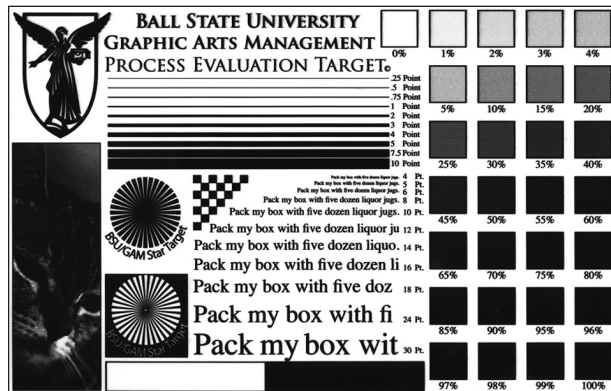 BALL STATE UNIVERSITY
GRAPHIC ARTS MANAGEMENT
PROCESS EVALUATION TARGET©
.25 Point
.5 Point
.75 Point
1 Point
2 Point
3 Point
4 Point
5 Point
7.5 Point
10 Point
0% 1% 2% 3% 4%
5% 10% 15% 20%
25% 30% 35% 40%
45% 50% 55% 60%
65% 70% 75% 80%
85% 90% 95% 96%
97% 98% 99% 100%
BSU/GAM Star Target
BSU/GAM Star Target
Pack my box with five dozen liquor jugs. 4 Pt.
Pack my box with five dozen liquor jugs. 5 Pt.
Pack my box with five dozen liquor jugs. 6 Pt.
Pack my box with five dozen liquor jugs. 8 Pt.
Pack my box with five dozen liquor jugs. 10 Pt.
Pack my box with five dozen liquor ju 12 Pt.
Pack my box with five dozen liquo. 14 Pt.
Pack my box with five dozen li 16 Pt.
Pack my box with five doz 18 Pt.
Pack my box with fi 24 Pt.
Pack my box wit 30 Pt.